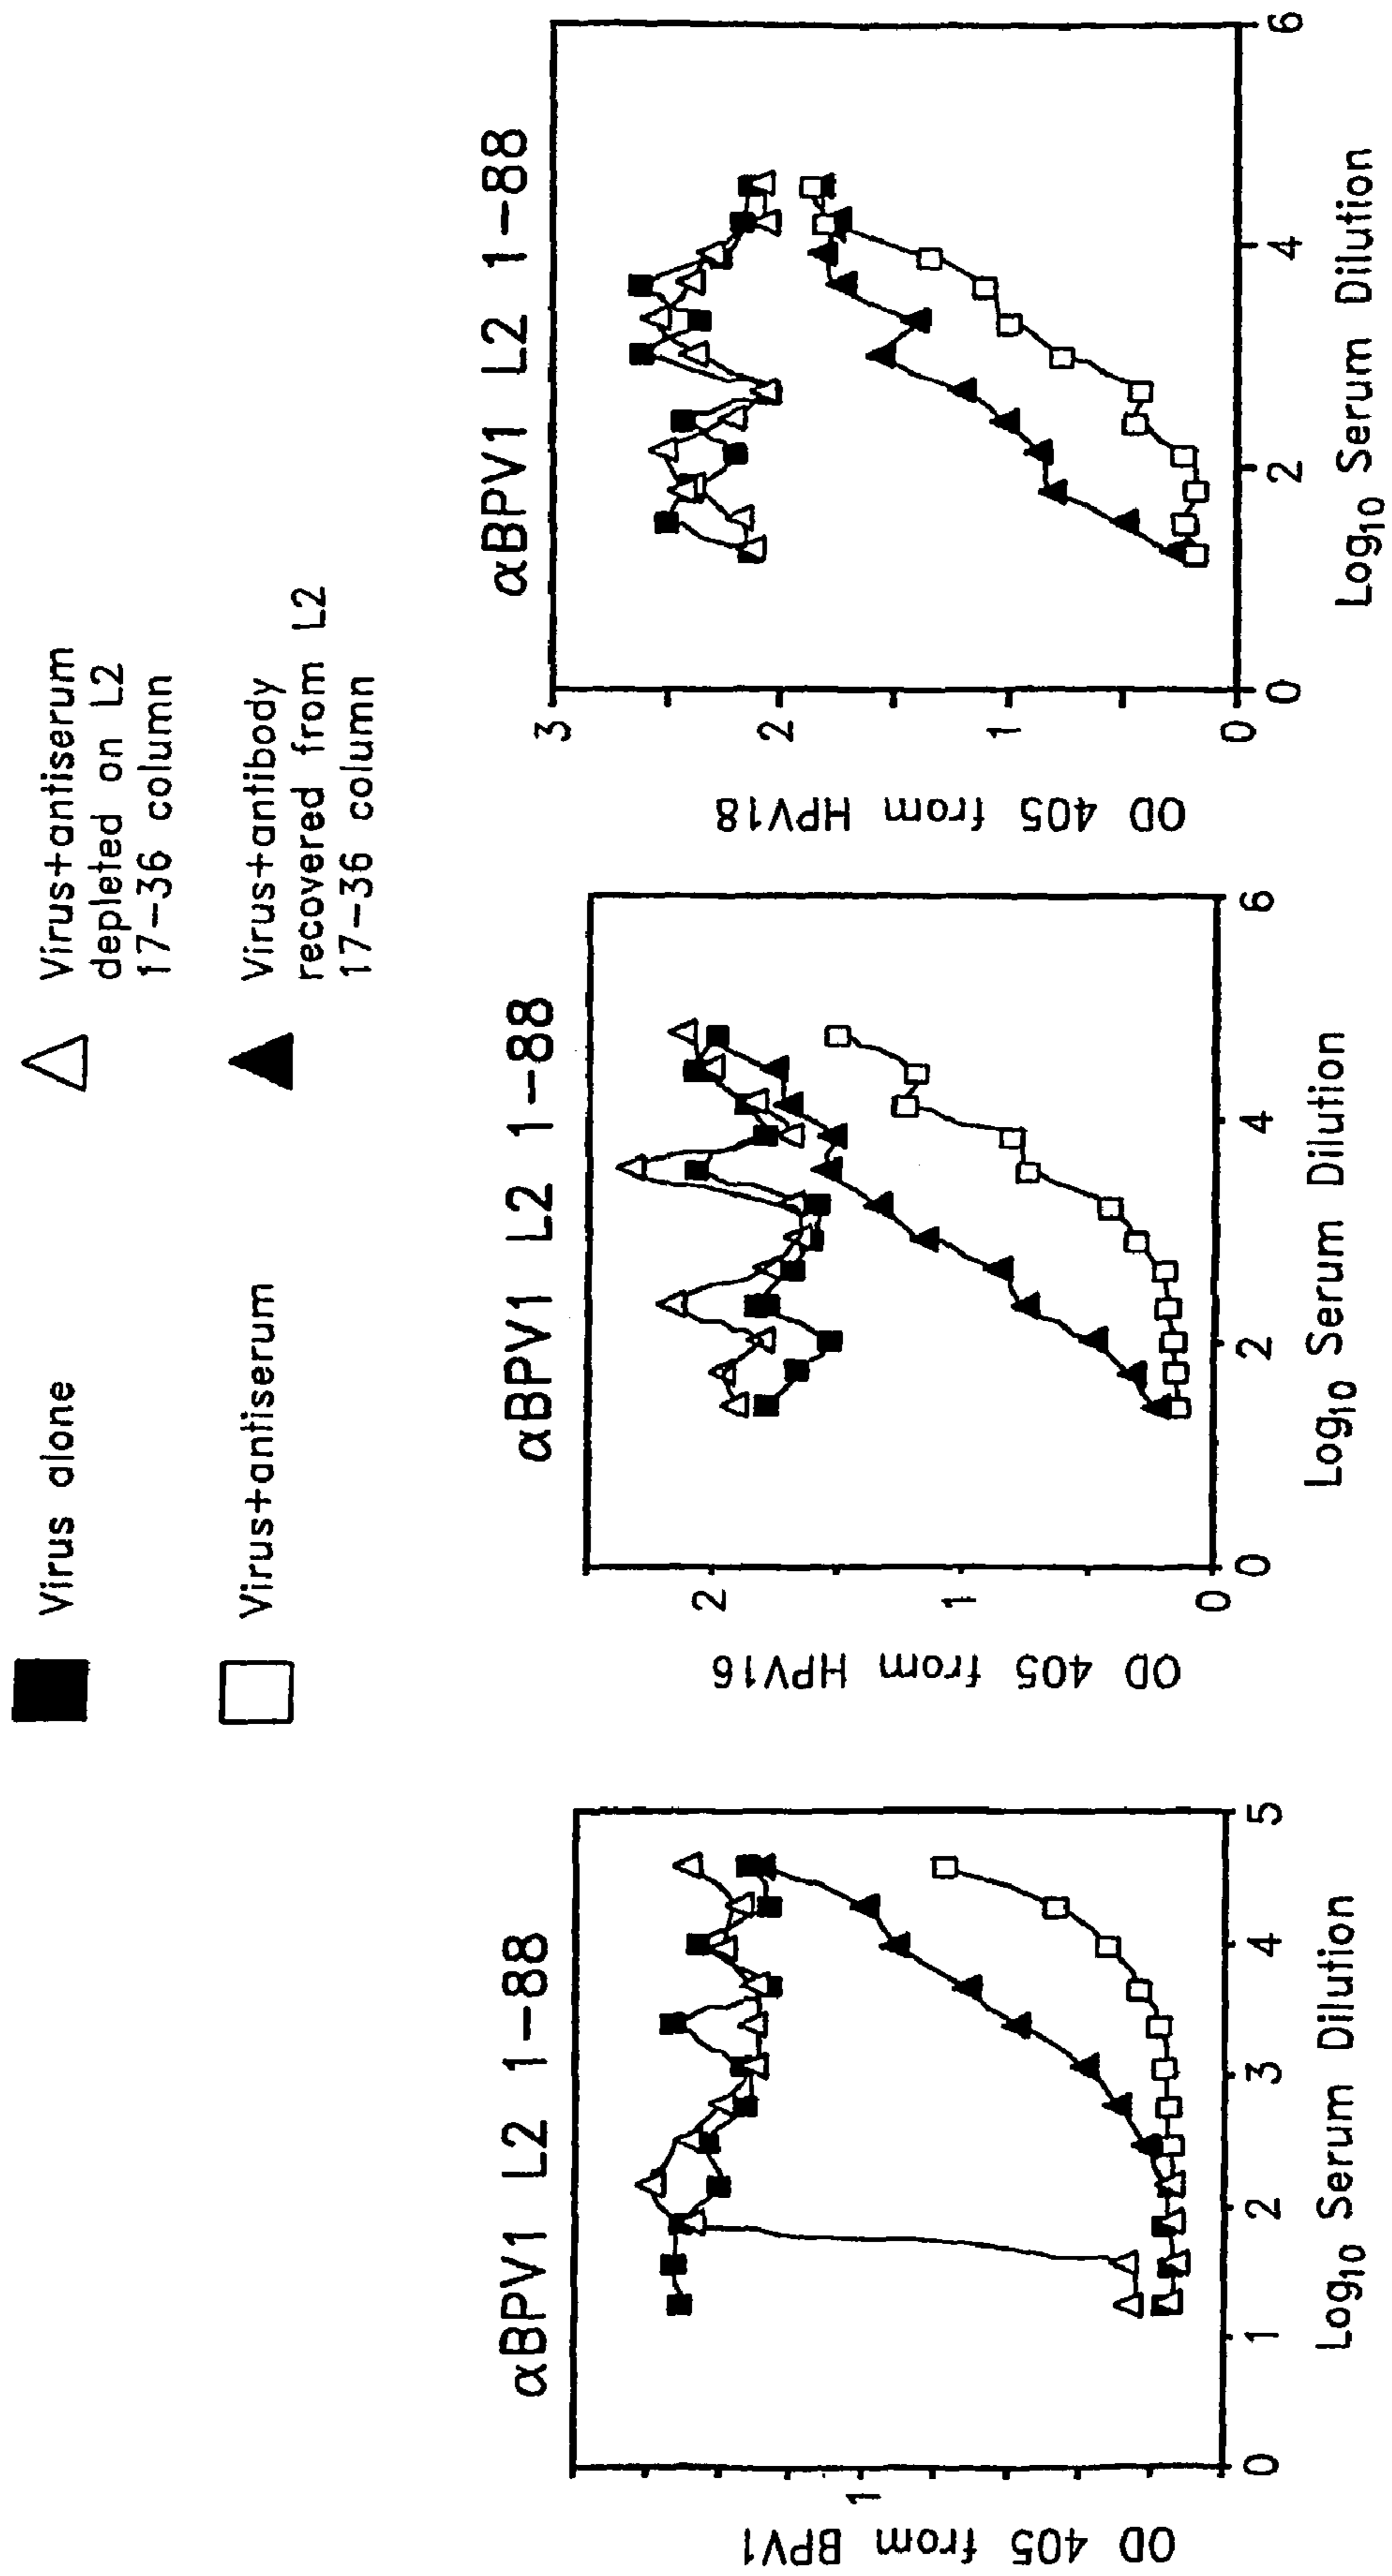 Virus alone
Virus+antiserum
depleted on L2
17–36 column
Virus+antiserum
Virus+antibody
recovered from L2
17–36 column
αBPV1 L2 1–88
OD 405 from BPV1
1
0 1 2 3 4 5
Log10 Serum Dilution
αBPV1 L2 1–88
OD 405 from HPV16
2
1
0
0 2 4 6
Log10 Serum Dilution
αBPV1 L2 1–88
OD 405 from HPV18
3
2
1
0
0 2 4 6
Log10 Serum Dilution